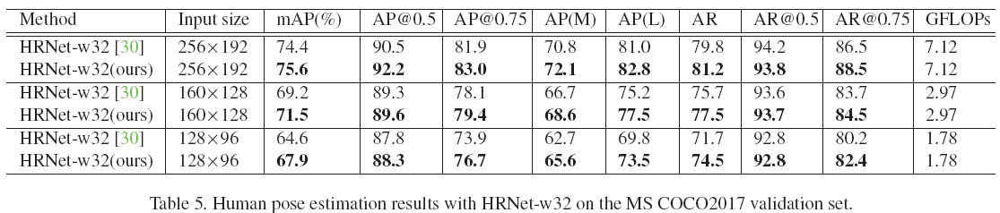 Method Input size mAP(%) AP@0.5 AP@0.75 AP(M) AP(L) AR AR@0.5 AR@0.75 GFLOPs
HRNet-w32 [30] 256×192 74.4 90.5 81.9 70.8 81.0 79.8 94.2 86.5 7.12
HRNet-w32(ours) 256×192 75.6 92.2 83.0 72.1 82.8 81.2 93.8 88.5 7.12
HRNet-w32 [30] 160×128 69.2 89.3 78.1 66.7 75.2 75.7 93.6 83.7 2.97
HRNet-w32(ours) 160×128 71.5 89.6 79.4 68.6 77.5 77.5 93.7 84.5 2.97
HRNet-w32 [30] 128×96 64.6 87.8 73.9 62.7 69.8 71.7 92.8 80.2 1.78
HRNet-w32(ours) 128×96 67.9 88.3 76.7 65.6 73.5 74.5 92.8 82.4 1.78
Table 5. Human pose estimation results with HRNet-w32 on the MS COCO2017 validation set.